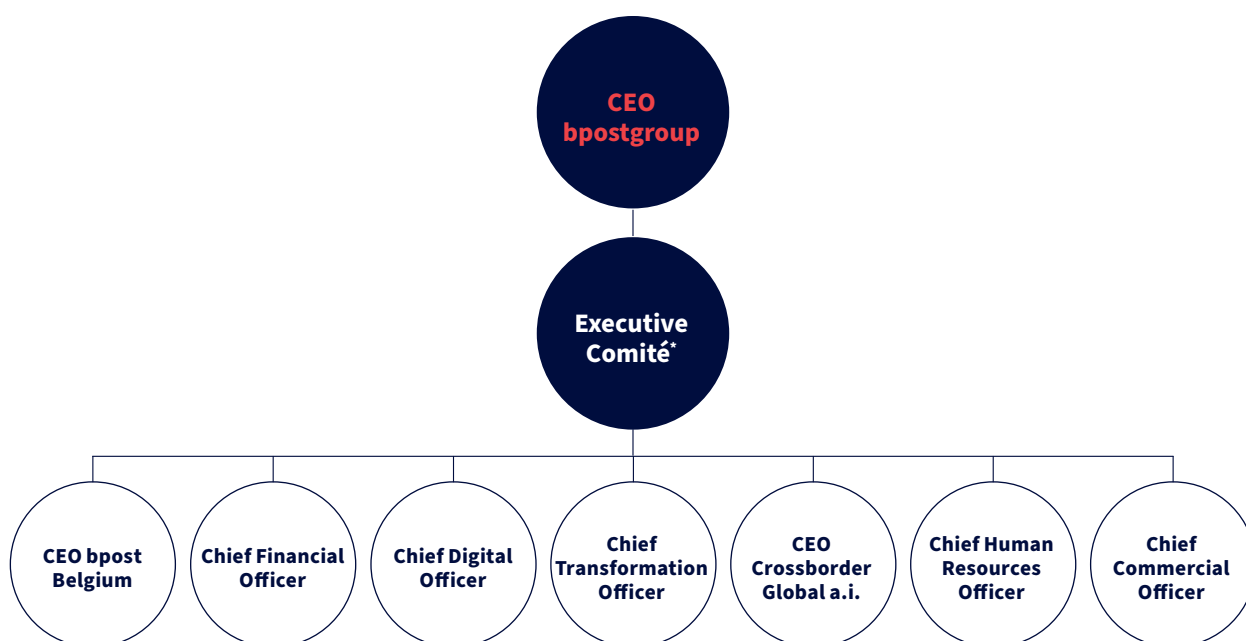 CEO
bpostgroup
Executive
Comité*
CEO bpost
Belgium
Chief Financial
Officer
Chief Digital
Officer
Chief
Transformation
Officer
CEO
Crossborder
Global a.i.
Chief Human
Resources
Officer
Chief
Commercial
Officer